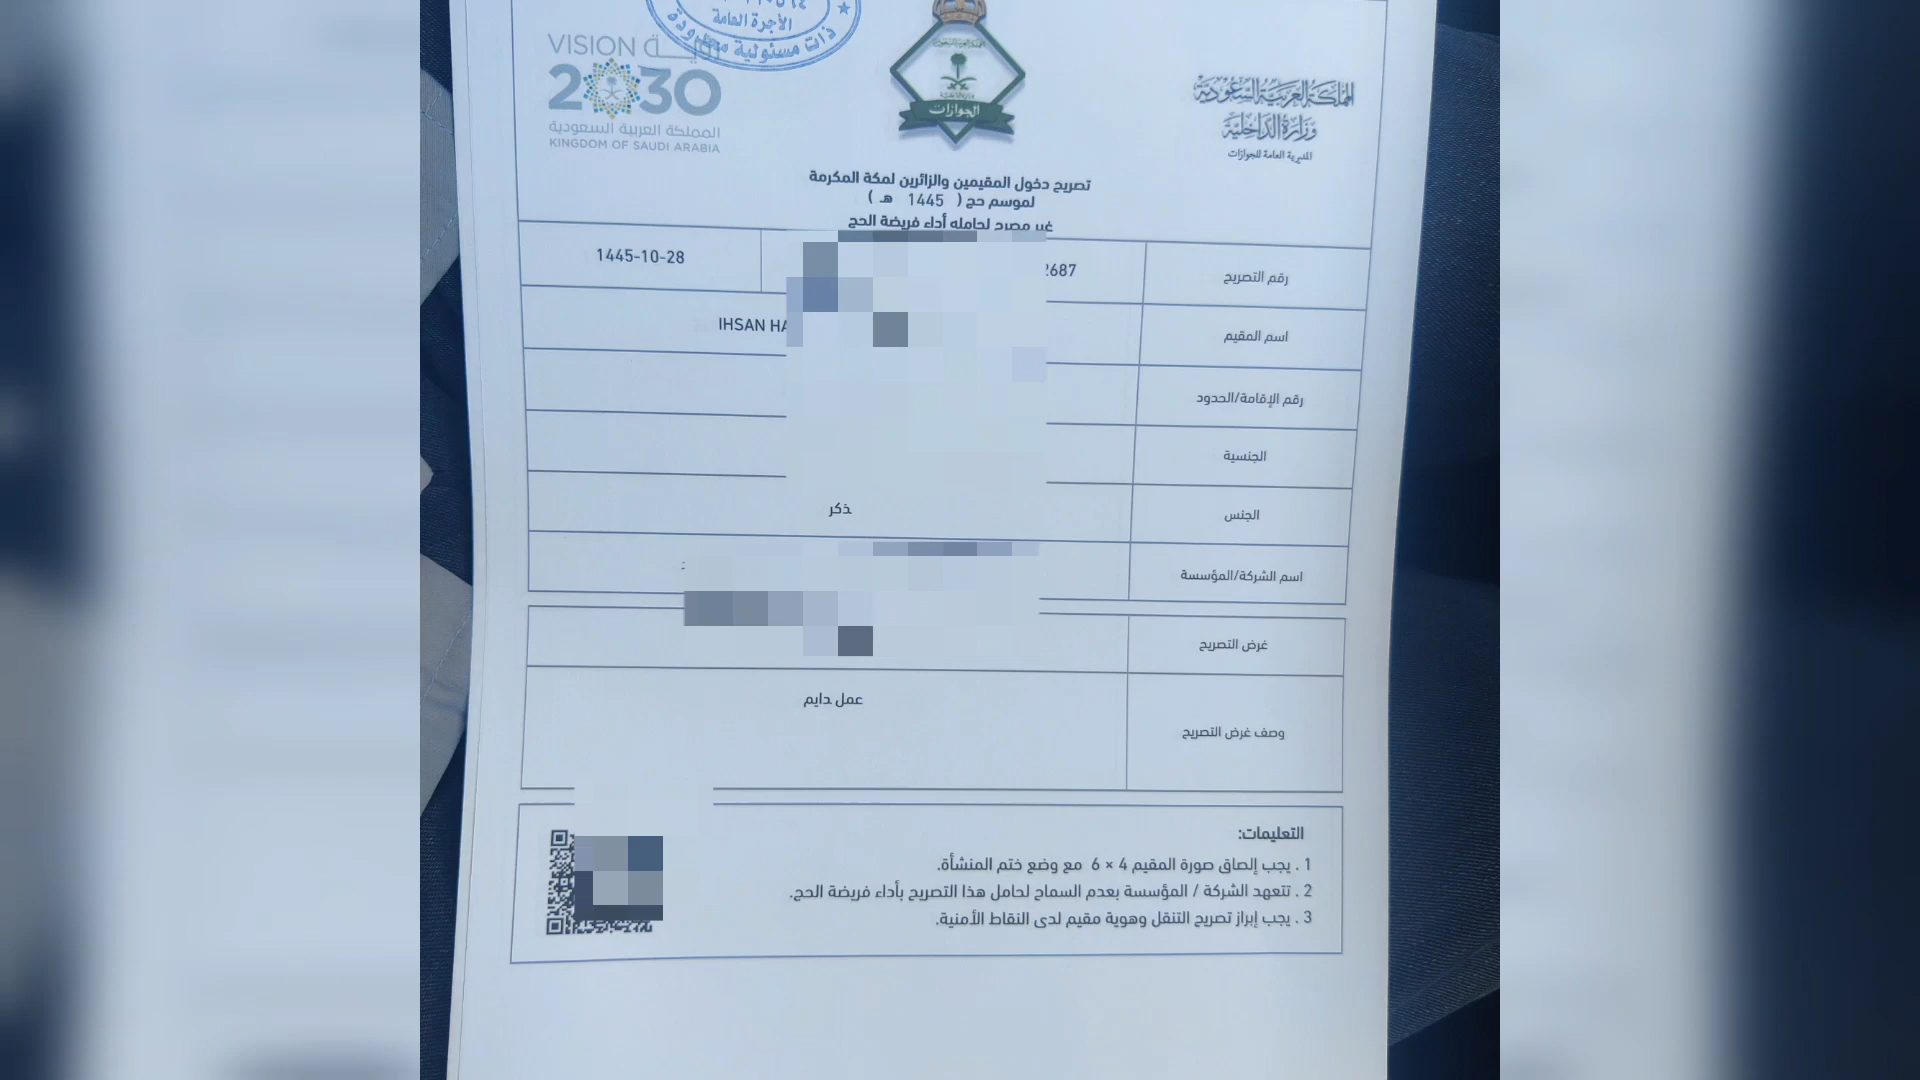 الأجرة العامة
ذات مسئولية محدودة
VISION رؤيـــة
2030
المملكة العربية السعودية
KINGDOM OF SAUDI ARABIA
الجوازات
المملكة العربية السعودية
وزارة الداخلية
المديرية العامة للجوازات
تصريح دخول المقيمين والزائرين لمكة المكرمة
لموسم حج ( 1445 هـ )
غير مصرح لحامله أداء فريضة الحج
رقم التصريح 2687 1445-10-28
اسم المقيم IHSAN HA
رقم الإقامة/الحدود
الجنسية
الجنس ذكر
اسم الشركة/المؤسسة
غرض التصريح
عمل دايم
وصف غرض التصريح
التعليمات:
1 . يجب إلصاق صورة المقيم 4 × 6 مع وضع ختم المنشأة.
2 . تتعهد الشركة / المؤسسة بعدم السماح لحامل هذا التصريح بأداء فريضة الحج.
3 . يجب إبراز تصريح التنقل وهوية مقيم لدى النقاط الأمنية.